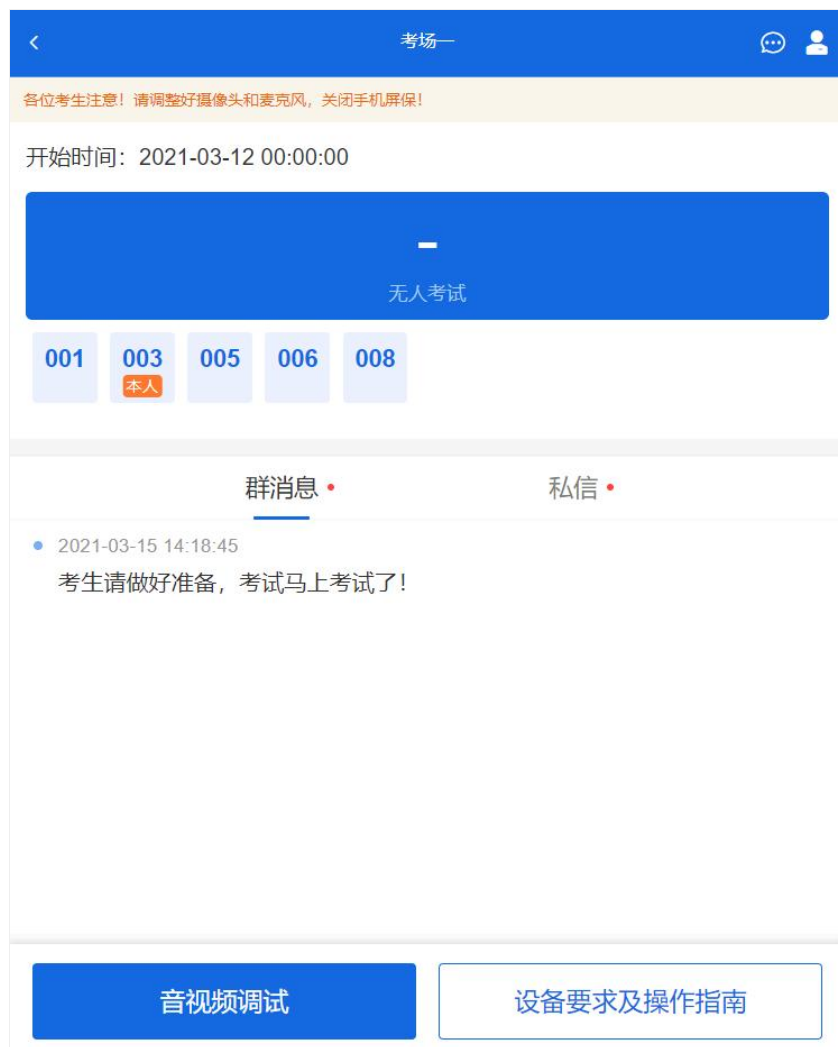 考场一
各位考生注意！请调整好摄像头和麦克风，关闭手机屏保！
开始时间：2021-03-12 00:00:00
-
无人考试
001 003 005 006 008
本人
群消息 私信
2021-03-15 14:18:45
考生请做好准备，考试马上考试了！
音视频调试 设备要求及操作指南